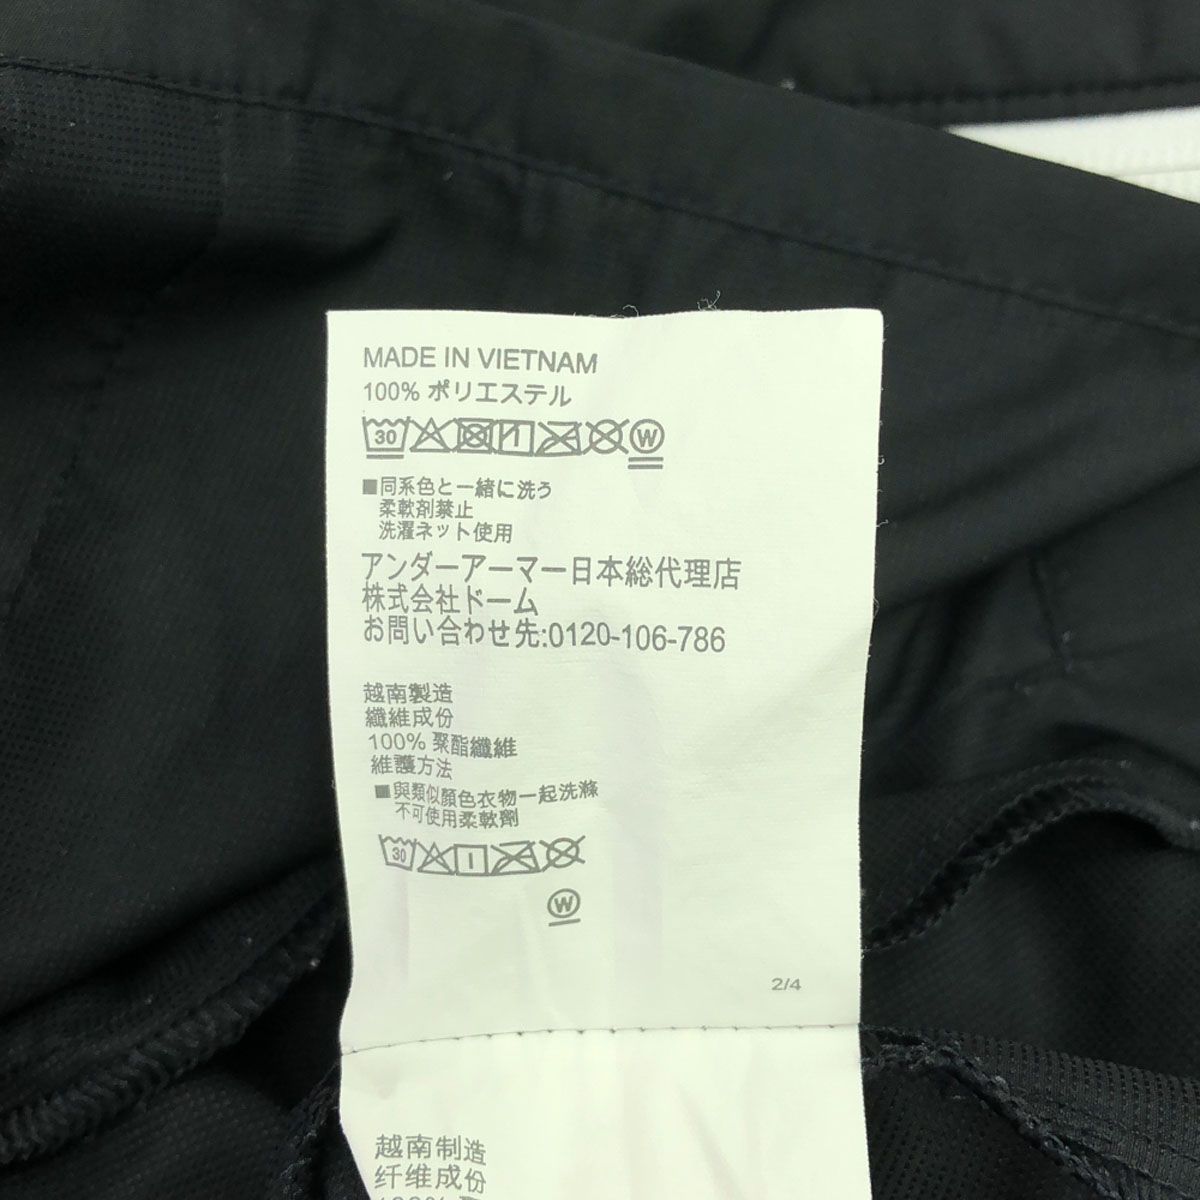 MADE IN VIETNAM
100% ポリエステル
30 W
■同系色と一緒に洗う
柔軟剤禁止
洗濯ネット使用
アンダーアーマー日本総代理店
株式会社ドーム
お問い合わせ先:0120-106-786
越南製造
纖維成份
100% 聚酯纖維
維護方法
■與類似顏色衣物一起洗滌
不可使用柔軟劑
30
W
2/4
越南制造
纤维成份